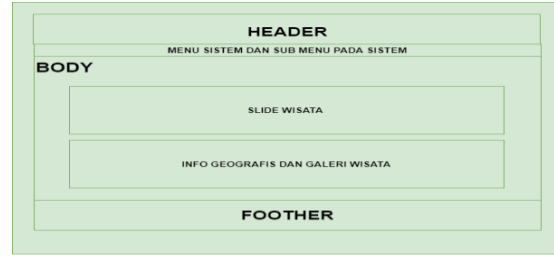 HEADER
MENU SISTEM DAN SUB MENU PADA SISTEM
BODY
SLIDE WISATA
INFO GEOGRAFIS DAN GALERI WISATA
FOOTHER